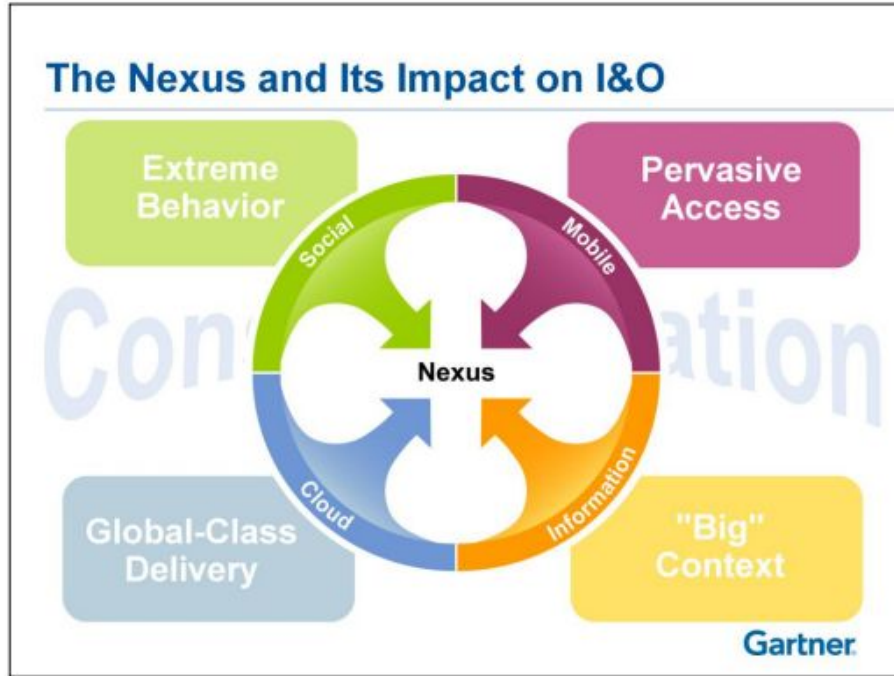 The Nexus and Its Impact on I&O
Extreme
Behavior
Pervasive
Access
Social
Mobile
Nexus
Cloud
Information
Global-Class
Delivery
"Big"
Context
Gartner